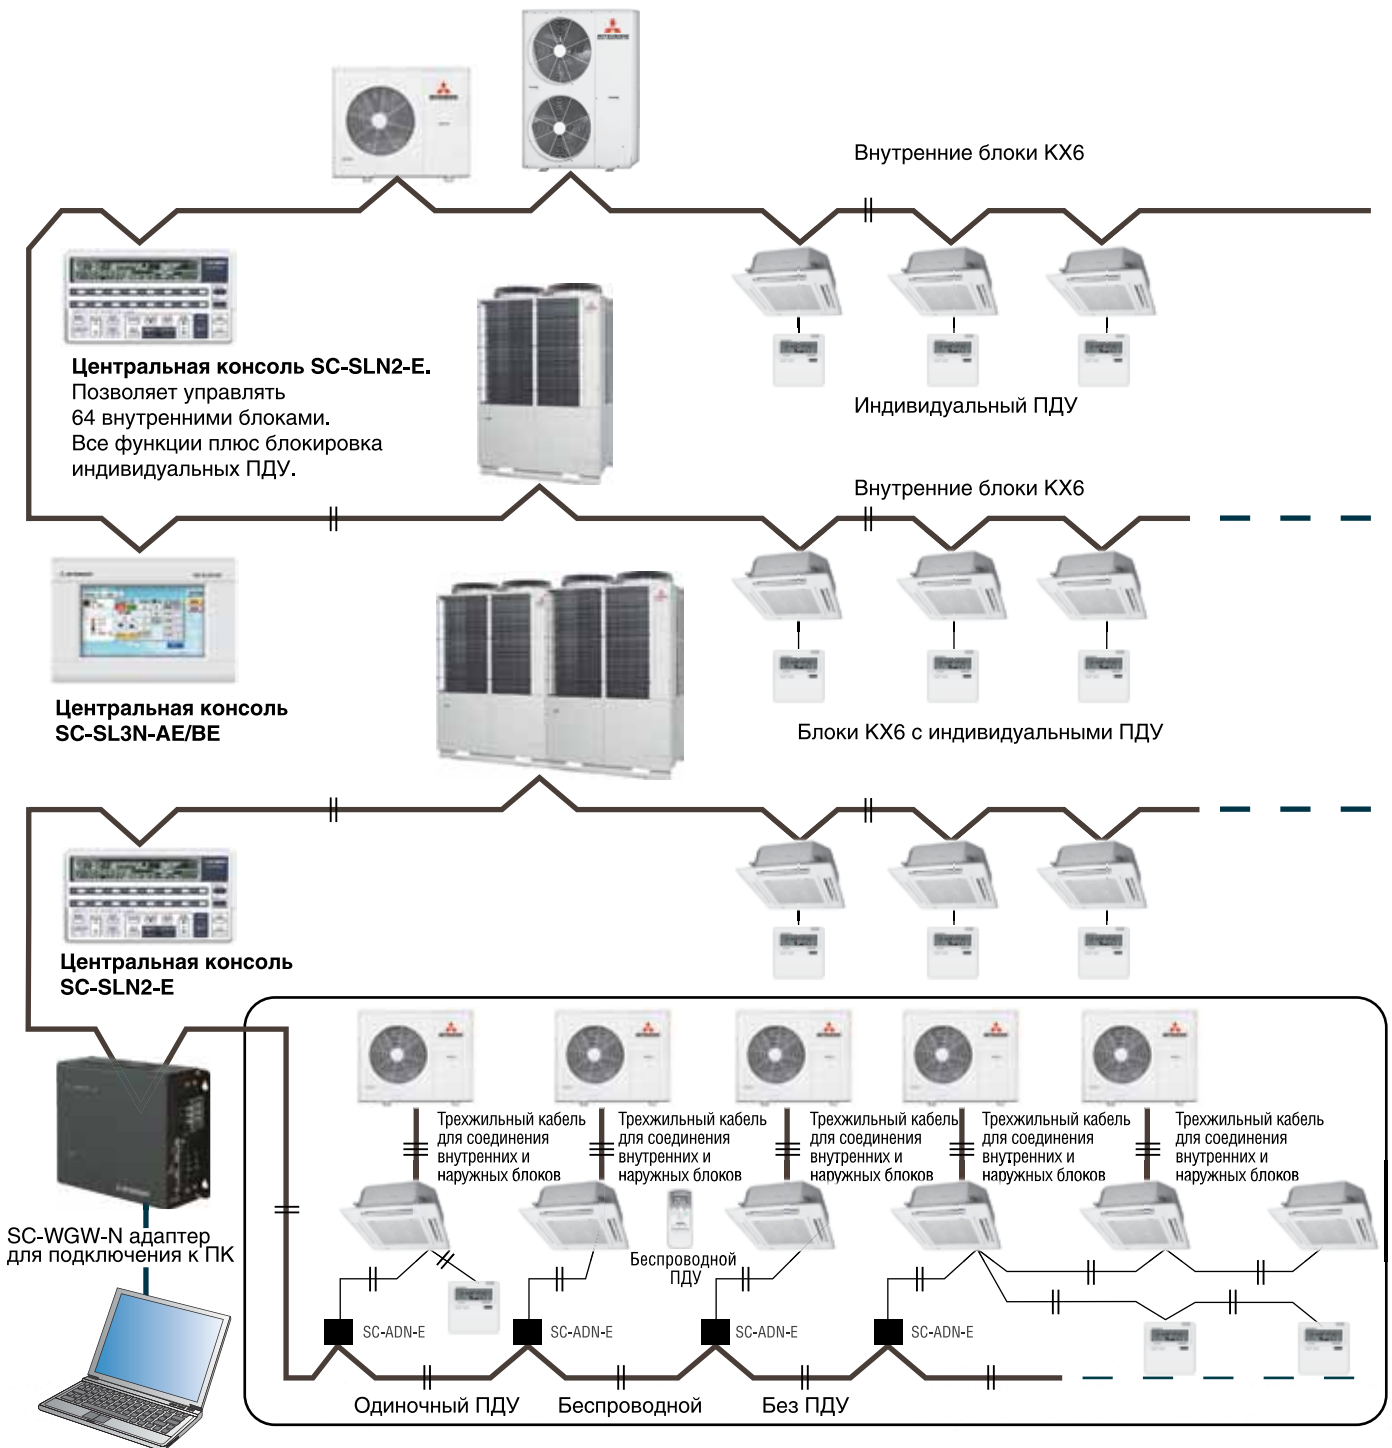 Внутренние блоки KX6
Центральная консоль SC-SLN2-E.
Позволяет управлять
64 внутренними блоками.
Все функции плюс блокировка
индивидуальных ПДУ.
Индивидуальный ПДУ
Внутренние блоки KX6
Центральная консоль
SC-SL3N-AE/BE
Блоки KX6 с индивидуальными ПДУ
Центральная консоль
SC-SLN2-E
Трехжильный кабель
для соединения
внутренних и
наружных блоков
Трехжильный кабель
для соединения
внутренних и
наружных блоков
Трехжильный кабель
для соединения
внутренних и
наружных блоков
Трехжильный кабель
для соединения
внутренних и
наружных блоков
Трехжильный кабель
для соединения
внутренних и
наружных блоков
SC-WGW-N адаптер
для подключения к ПК
Беспроводной
ПДУ
SC-ADN-E
SC-ADN-E
SC-ADN-E
SC-ADN-E
Одиночный ПДУ
Беспроводной
Без ПДУ